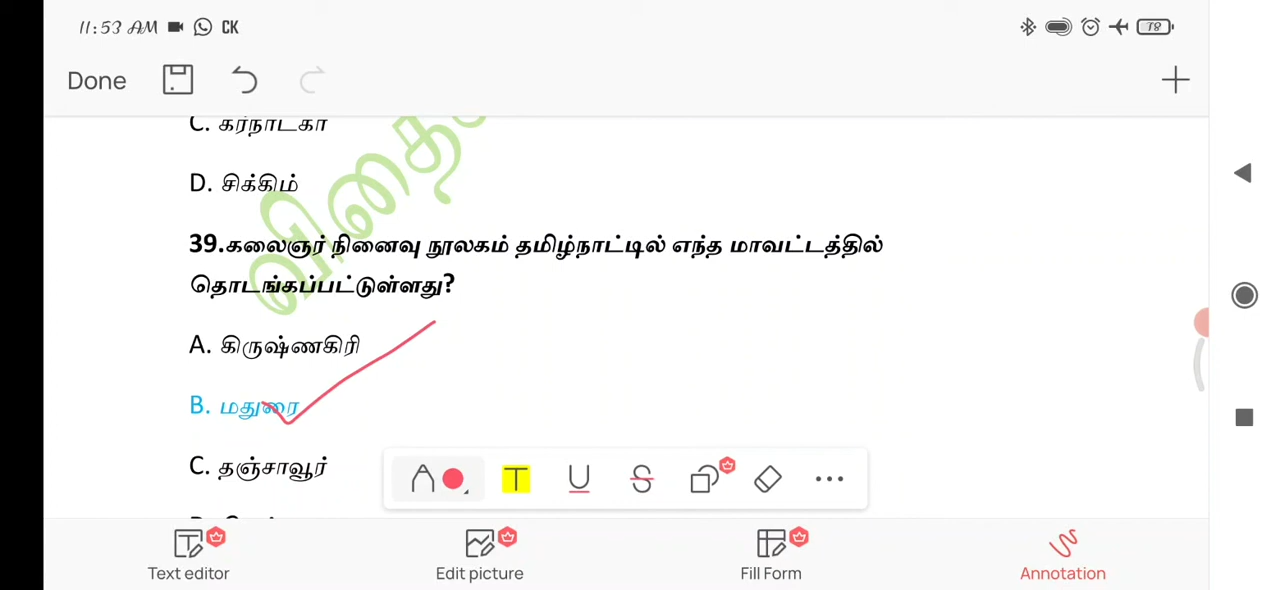 11:53 AM CK 78
Done
C. கர்நாடகா
D. சிக்கிம்
39.கலைஞர் நினைவு நூலகம் தமிழ்நாட்டில் எந்த மாவட்டத்தில்
தொடங்கப்பட்டுள்ளது?
A. கிருஷ்ணகிரி
B. மதுரை
C. தஞ்சாவூர்
T U S
Text editor Edit picture Fill Form Annotation